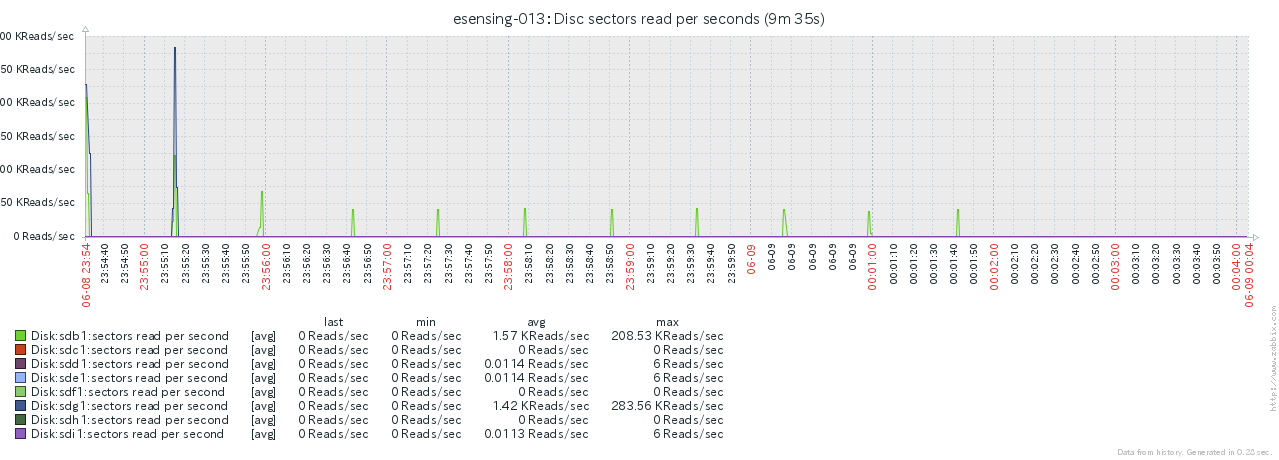 esensing-013: Disc sectors read per seconds (9m 35s)
00 KReads/sec
50 KReads/sec
00 KReads/sec
50 KReads/sec
00 KReads/sec
50 KReads/sec
0 Reads/sec
06-08 23:54 23:54:40 23:54:50 23:55:00 23:55:10 23:55:20 23:55:30 23:55:40 23:55:50 23:56:00 23:56:10 23:56:20 23:56:30 23:56:40 23:56:50 23:57:00 23:57:10 23:57:20 23:57:30 23:57:40 23:57:50 23:58:00 23:58:10 23:58:20 23:58:30 23:58:40 23:58:50 23:59:00 23:59:10 23:59:20 23:59:30 23:59:40 23:59:50 06-09 06-09 06-09 06-09 06-09 06-09 00:01:00 00:01:10 00:01:20 00:01:30 00:01:40 00:01:50 00:02:00 00:02:10 00:02:20 00:02:30 00:02:40 00:02:50 00:03:00 00:03:10 00:03:20 00:03:30 00:03:40 00:03:50 00:04:00 06-09 00:04
last min avg max
Disk:sdb1:sectors read per second [avg] 0 Reads/sec 0 Reads/sec 1.57 KReads/sec 208.53 KReads/sec
Disk:sdc1:sectors read per second [avg] 0 Reads/sec 0 Reads/sec 0 Reads/sec 0 Reads/sec
Disk:sdd1:sectors read per second [avg] 0 Reads/sec 0 Reads/sec 0.0114 Reads/sec 6 Reads/sec
Disk:sde1:sectors read per second [avg] 0 Reads/sec 0 Reads/sec 0.0114 Reads/sec 6 Reads/sec
Disk:sdf1:sectors read per second [avg] 0 Reads/sec 0 Reads/sec 0 Reads/sec 0 Reads/sec
Disk:sdg1:sectors read per second [avg] 0 Reads/sec 0 Reads/sec 1.42 KReads/sec 283.56 KReads/sec
Disk:sdh1:sectors read per second [avg] 0 Reads/sec 0 Reads/sec 0 Reads/sec 0 Reads/sec
Disk:sdi1:sectors read per second [avg] 0 Reads/sec 0 Reads/sec 0.0113 Reads/sec 6 Reads/sec
http://www.zabbix.com
Data from history. Generated in 0.28 sec.